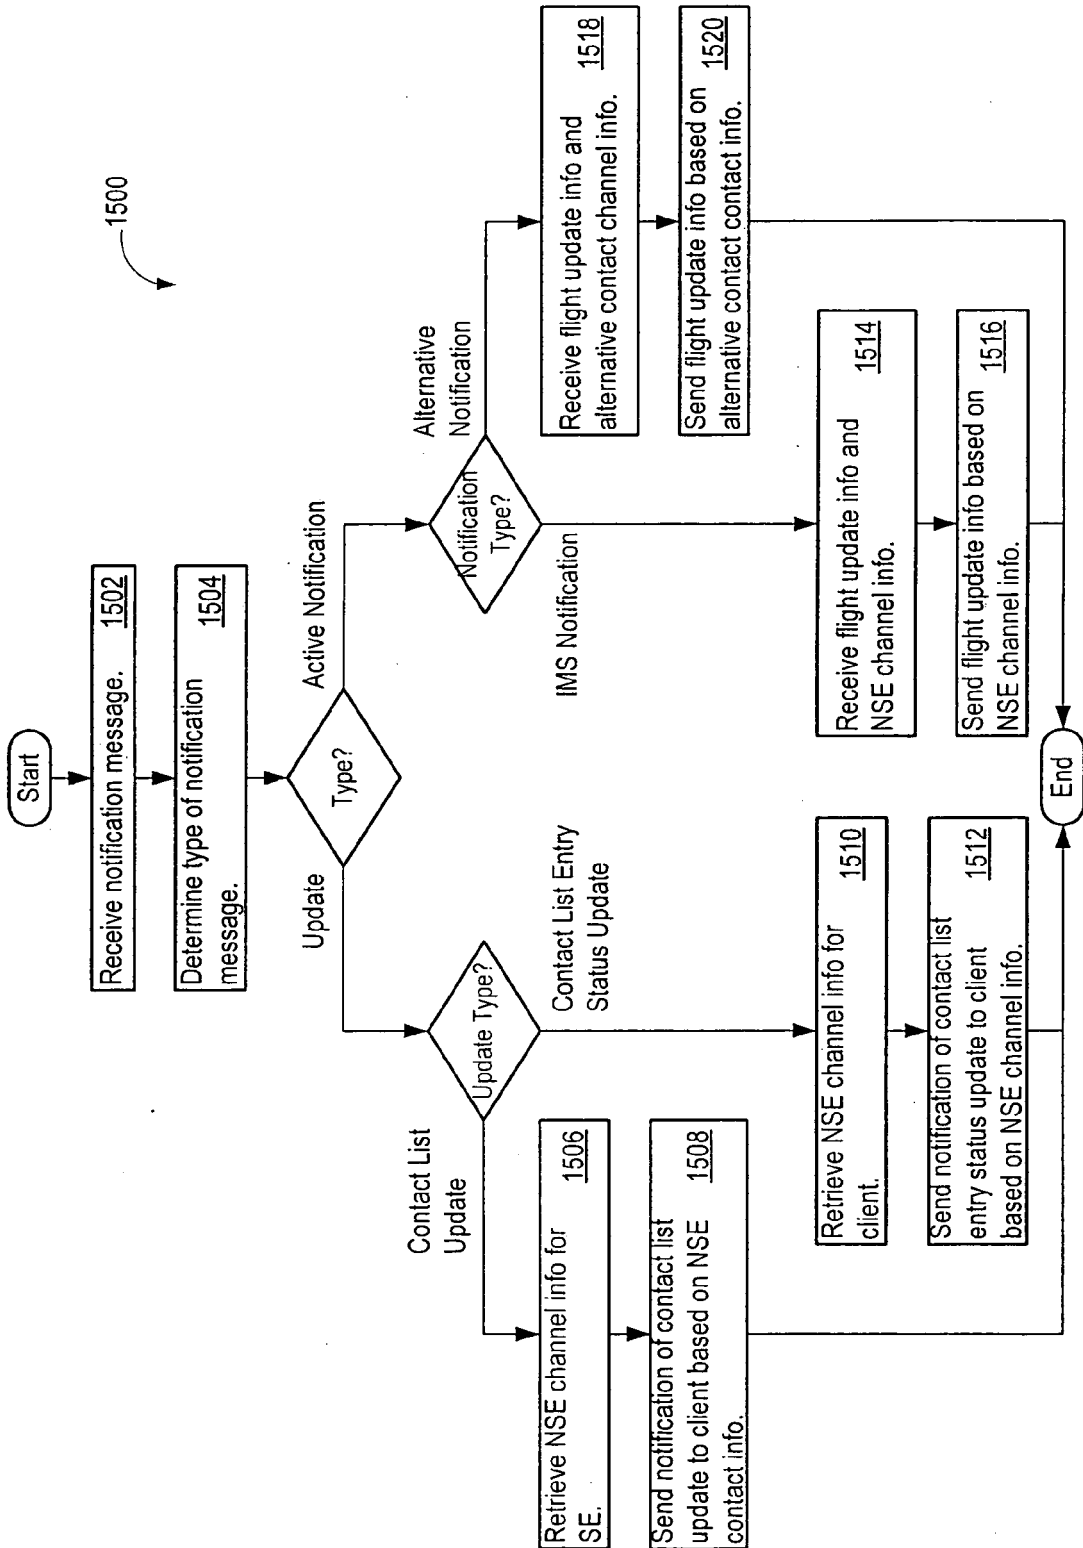 1500
Start
Receive notification message. 1502
Determine type of notification
message. 1504
Type?
Update
Active Notification
Update Type?
Contact List
Update
Contact List Entry
Status Update
Notification
Type?
IMS Notification
Alternative
Notification
Retrieve NSE channel info for
SE. 1506
Send notification of contact list
update to client based on NSE
contact info. 1508
Retrieve NSE channel info for
client. 1510
Send notification of contact list
entry status update to client
based on NSE channel info. 1512
Receive flight update info and
NSE channel info. 1514
Send flight update info based on
NSE channel info. 1516
Receive flight update info and
alternative contact channel info. 1518
Send flight update info based on
alternative contact contact info. 1520
End